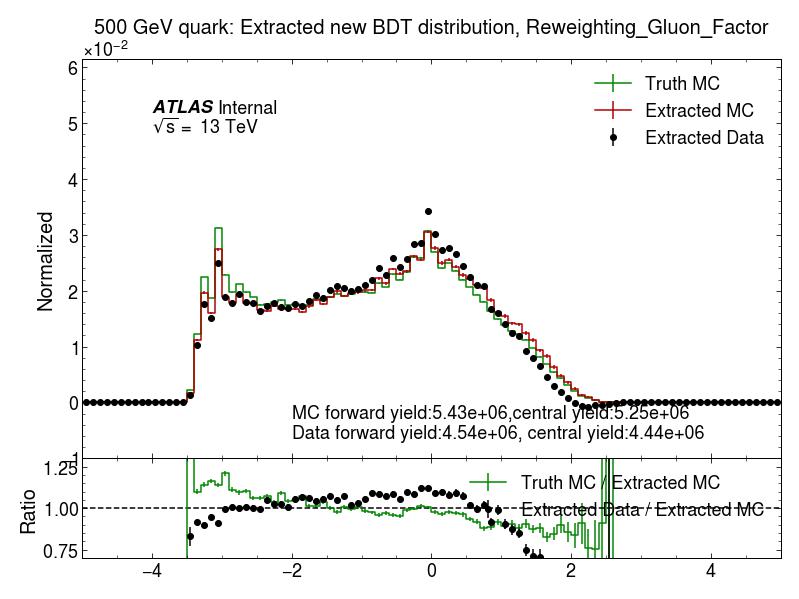 500 GeV quark: Extracted new BDT distribution, Reweighting_Gluon_Factor
×10⁻²
6
5
4
3
2
1
0
Normalized
ATLAS Internal
√s = 13 TeV
Truth MC
Extracted MC
Extracted Data
MC forward yield:5.43e+06,central yield:5.25e+06
Data forward yield:4.54e+06, central yield:4.44e+06
1.25
1.00
0.75
Ratio
Truth MC / Extracted MC
Extracted Data / Extracted MC
−4
−2
0
2
4